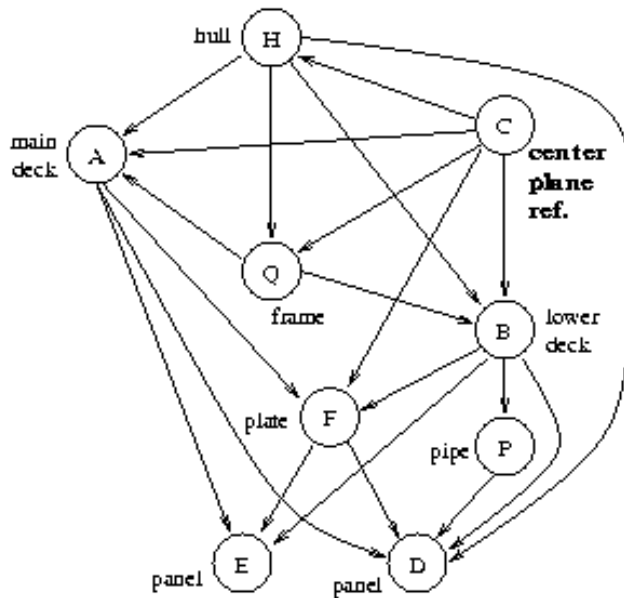 hull
H
main
deck
A
C
center
plane
ref.
Q
frame
B
lower
deck
plate
F
pipe
P
panel
E
panel
D